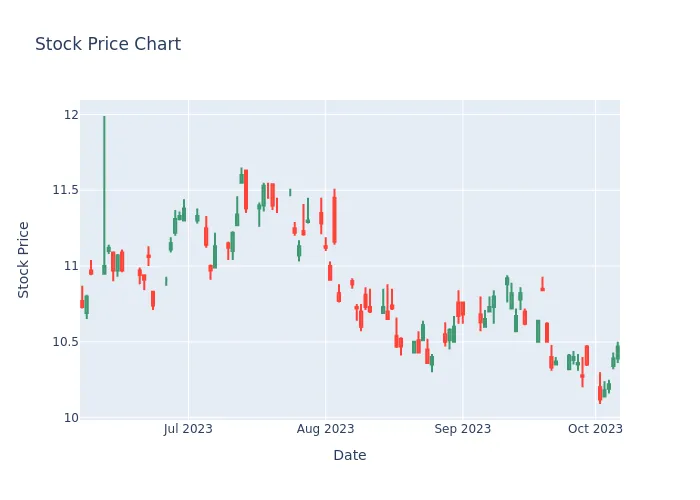 Stock Price Chart
12
11.5
11
10.5
10
Stock Price
Jul 2023
Aug 2023
Sep 2023
Oct 2023
Date